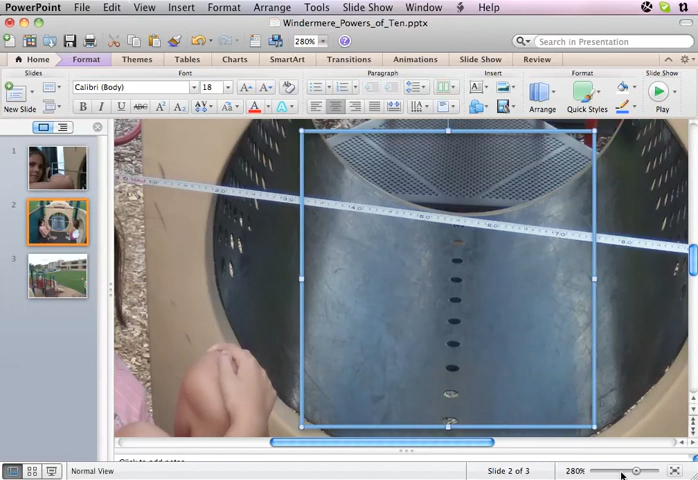 PowerPoint File Edit View Insert Format Arrange Tools Slide Show Window Help
Windermere_Powers_of_Ten.pptx
280% Search in Presentation
Home Format Themes Tables Charts SmartArt Transitions Animations Slide Show Review
Slides Font Paragraph Insert Format Slide Show
Calibri (Body) 18
New Slide B I U ABC Arrange Quick Styles Play
1
2
3
Click to add notes
Normal View Slide 2 of 3 280%